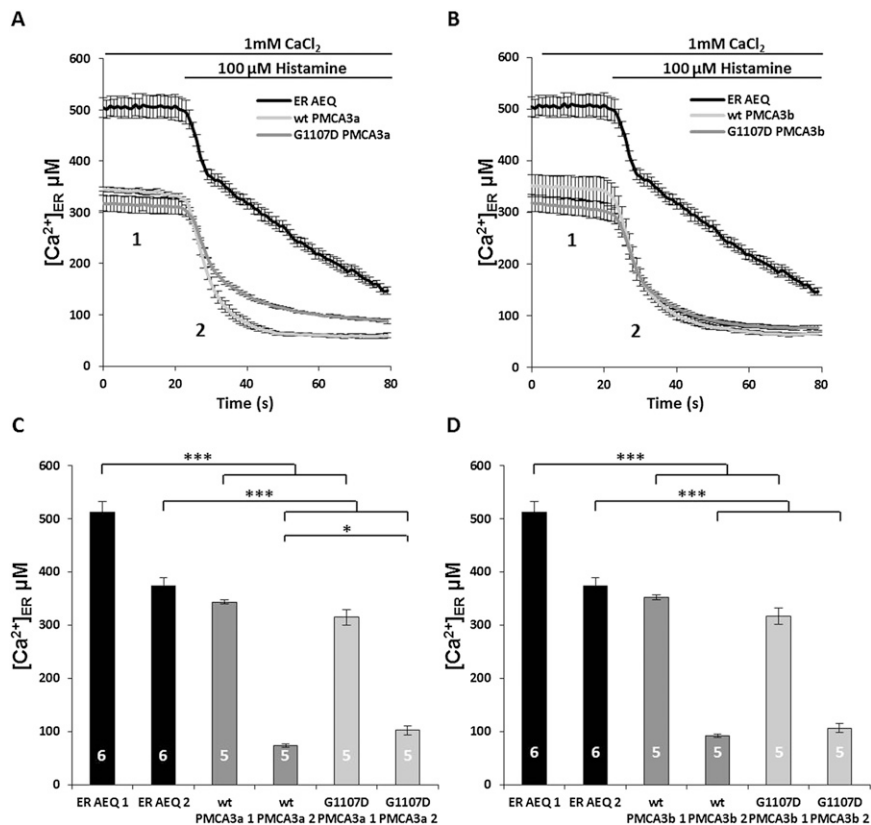 A
1mM CaCl₂
100 µM Histamine
ER AEQ
wt PMCA3a
G1107D PMCA3a
[Ca²⁺]ER µM
600
500
400
300
200
100
0
1
2
0
20
40
60
80
Time (s)
B
1mM CaCl₂
100 µM Histamine
ER AEQ
wt PMCA3b
G1107D PMCA3b
[Ca²⁺]ER µM
600
500
400
300
200
100
0
1
2
0
20
40
60
80
Time (s)
C
[Ca²⁺]ER µM
600
500
400
300
200
100
0
***
***
*
6
6
5
5
5
5
ER AEQ 1
ER AEQ 2
wt PMCA3a 1
wt PMCA3a 2
G1107D PMCA3a 1
G1107D PMCA3a 2
D
[Ca²⁺]ER µM
600
500
400
300
200
100
0
***
***
6
6
5
5
5
5
ER AEQ 1
ER AEQ 2
wt PMCA3b 1
wt PMCA3b 2
G1107D PMCA3b 1
G1107D PMCA3b 2